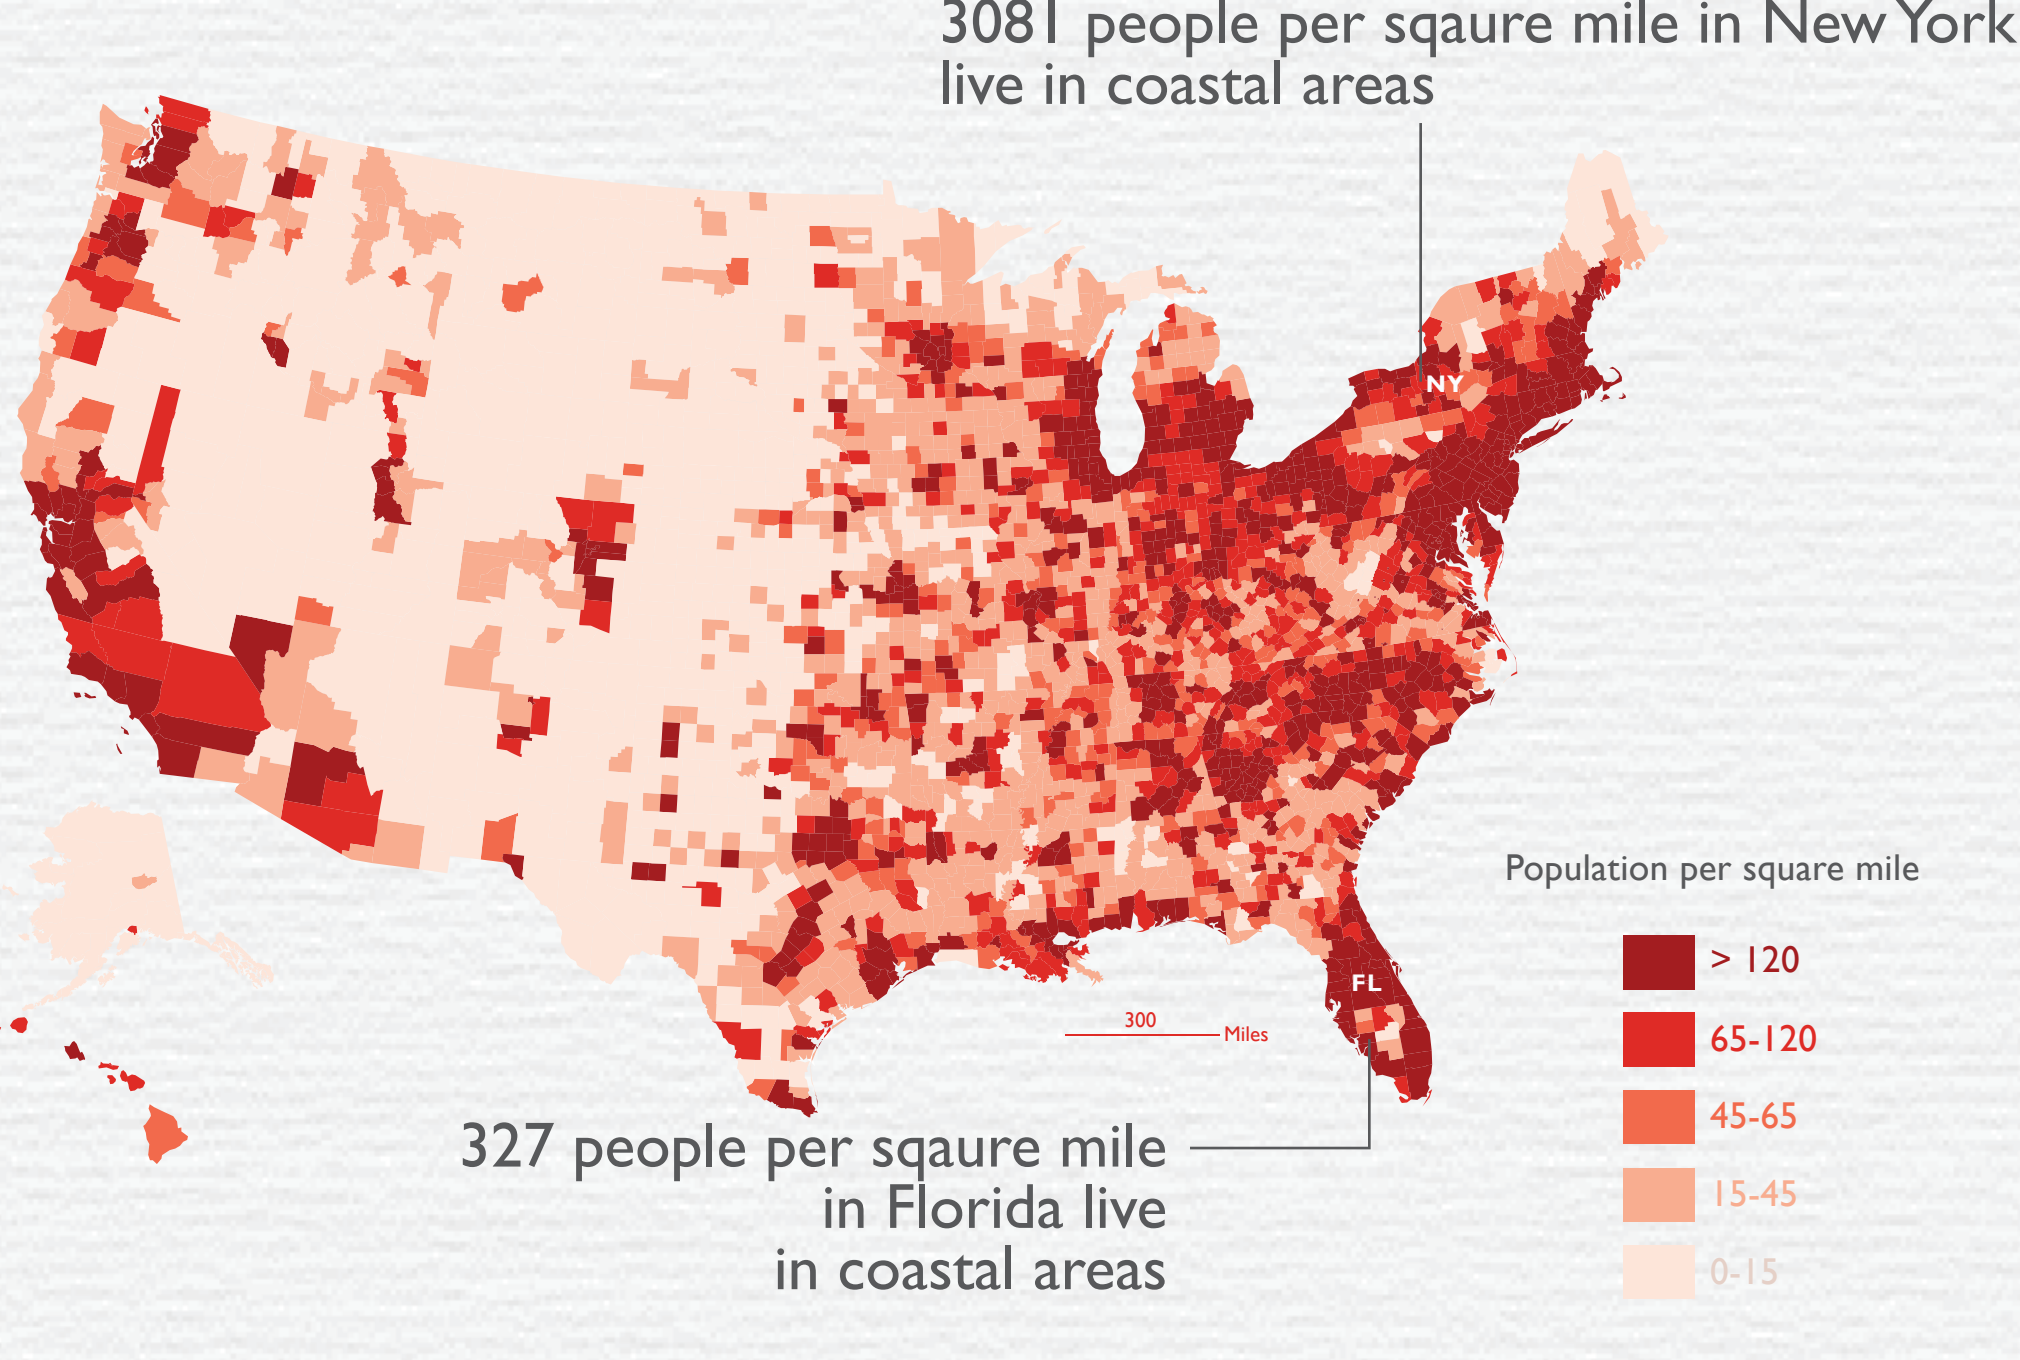 3081 people per sqaure mile in New York
live in coastal areas
NY
Population per square mile
> 120
FL
65-120
300
Miles
45-65
327 people per sqaure mile
in Florida live
in coastal areas
15-45
0-15